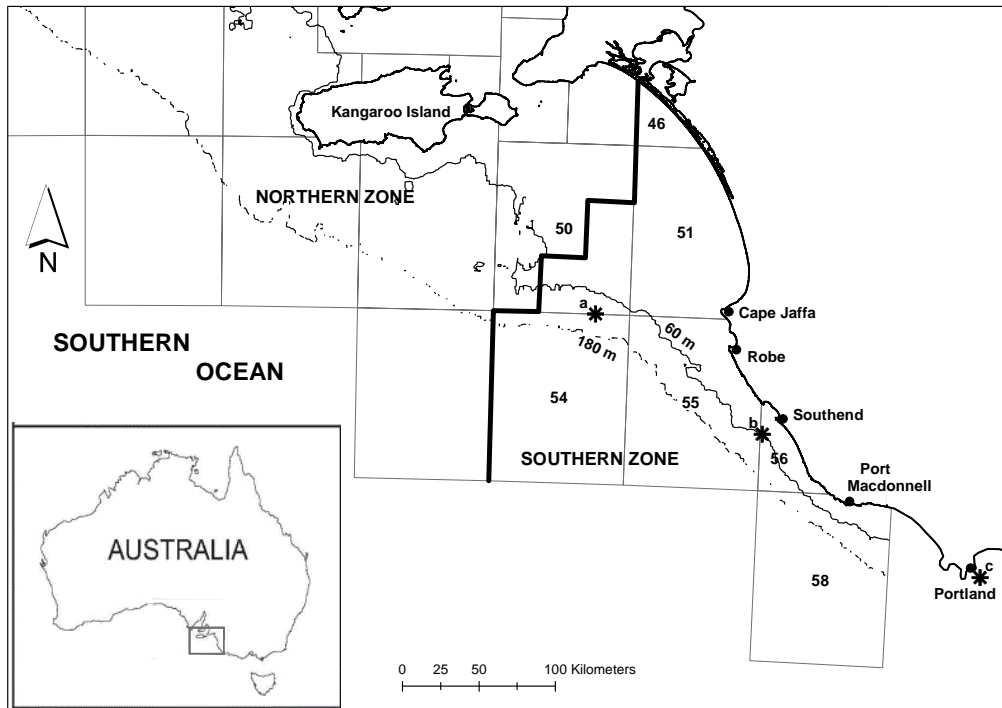 Kangaroo Island
46
NORTHERN ZONE
50
51
N
a
Cape Jaffa
60 m
SOUTHERN
OCEAN
180 m
Robe
54
55
Southend
b
56
SOUTHERN ZONE
Port
Macdonnell
AUSTRALIA
58
c
Portland
0 25 50 100 Kilometers